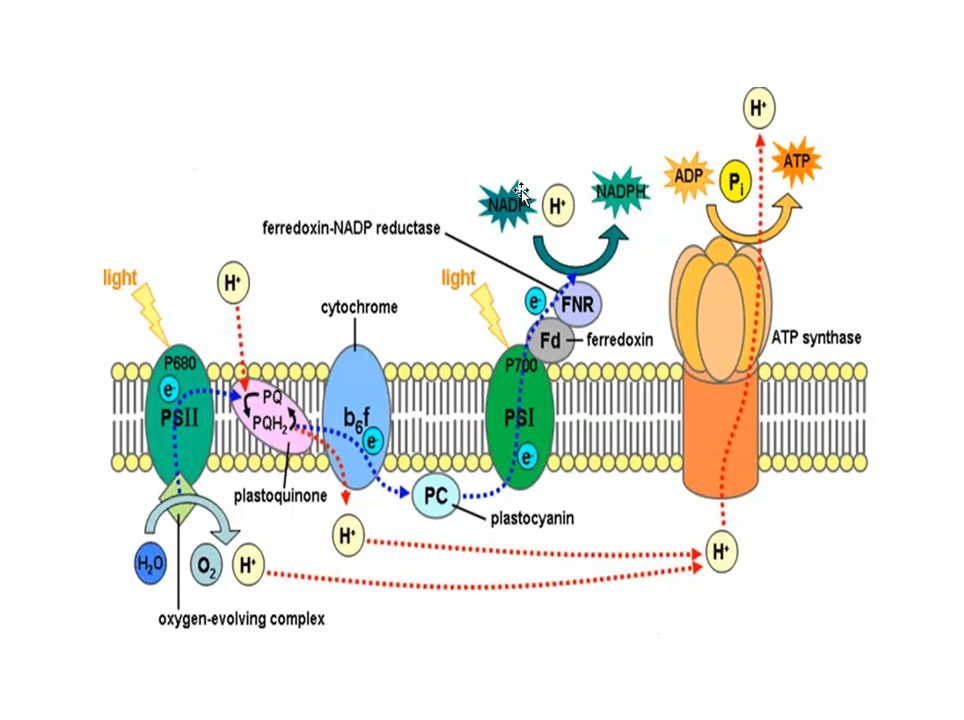 H⁺
ADP
Pi
ATP
NADP
H⁺
NADPH
ferredoxin-NADP reductase
light
H⁺
light
cytochrome
e⁻
FNR
Fd
ferredoxin
ATP synthase
P680
P700
e⁻
PSII
PQ
PQH₂
b₆f
e⁻
PSI
e⁻
plastoquinone
PC
plastocyanin
H⁺
H⁺
H₂O
O₂
H⁺
oxygen-evolving complex